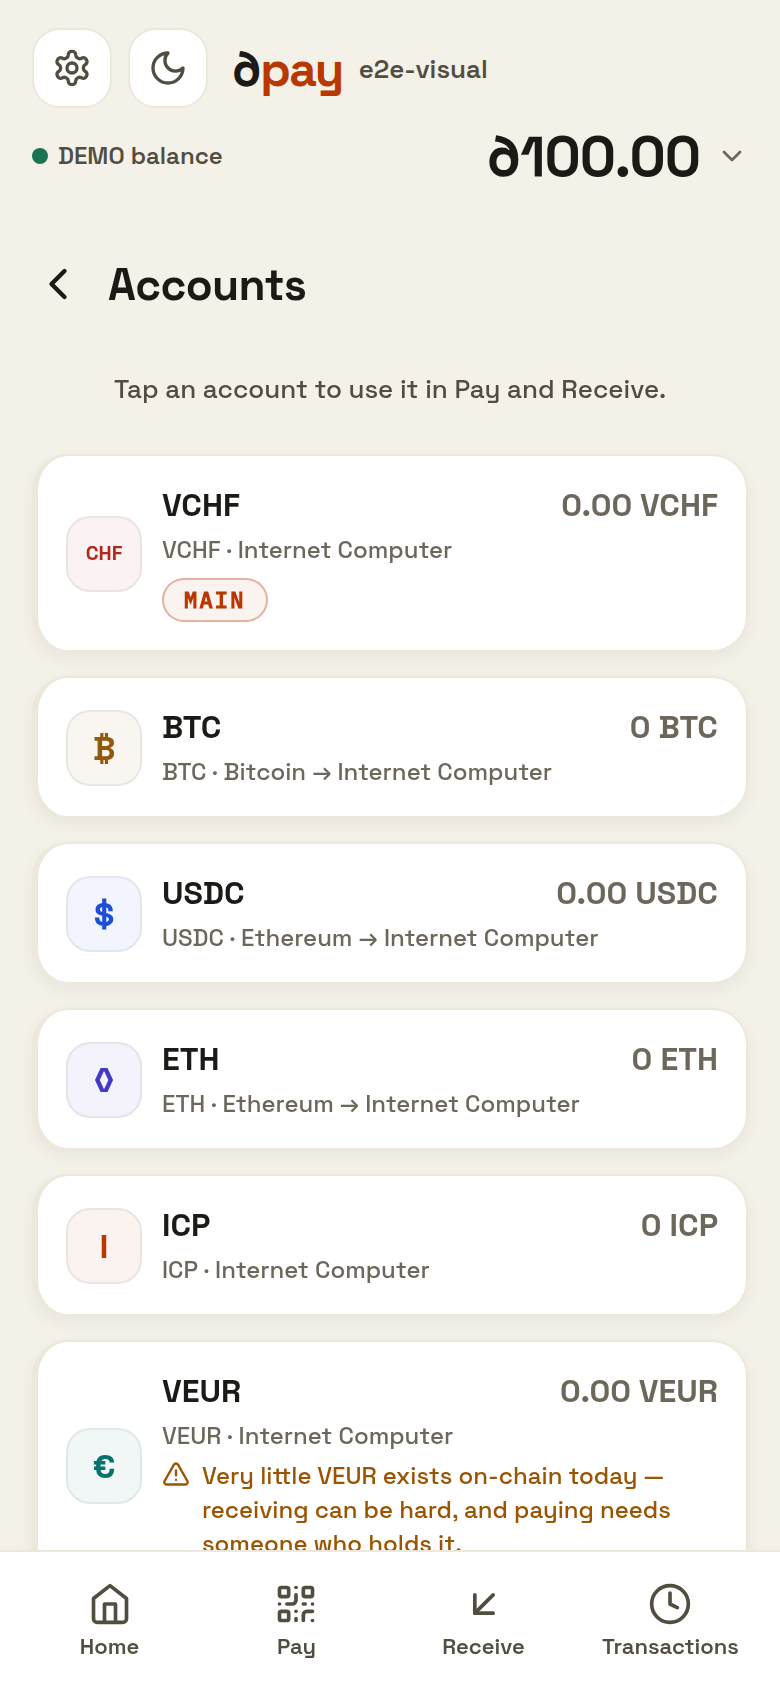 ∂pay e2e-visual
DEMO balance
∂100.00
Accounts
Tap an account to use it in Pay and Receive.
CHF
VCHF
0.00 VCHF
VCHF · Internet Computer
MAIN
₿
BTC
0 BTC
BTC · Bitcoin → Internet Computer
$
USDC
0.00 USDC
USDC · Ethereum → Internet Computer
ETH
0 ETH
ETH · Ethereum → Internet Computer
I
ICP
0 ICP
ICP · Internet Computer
€
VEUR
0.00 VEUR
VEUR · Internet Computer
Very little VEUR exists on-chain today —
receiving can be hard, and paying needs
someone who holds it.
Home
Pay
Receive
Transactions